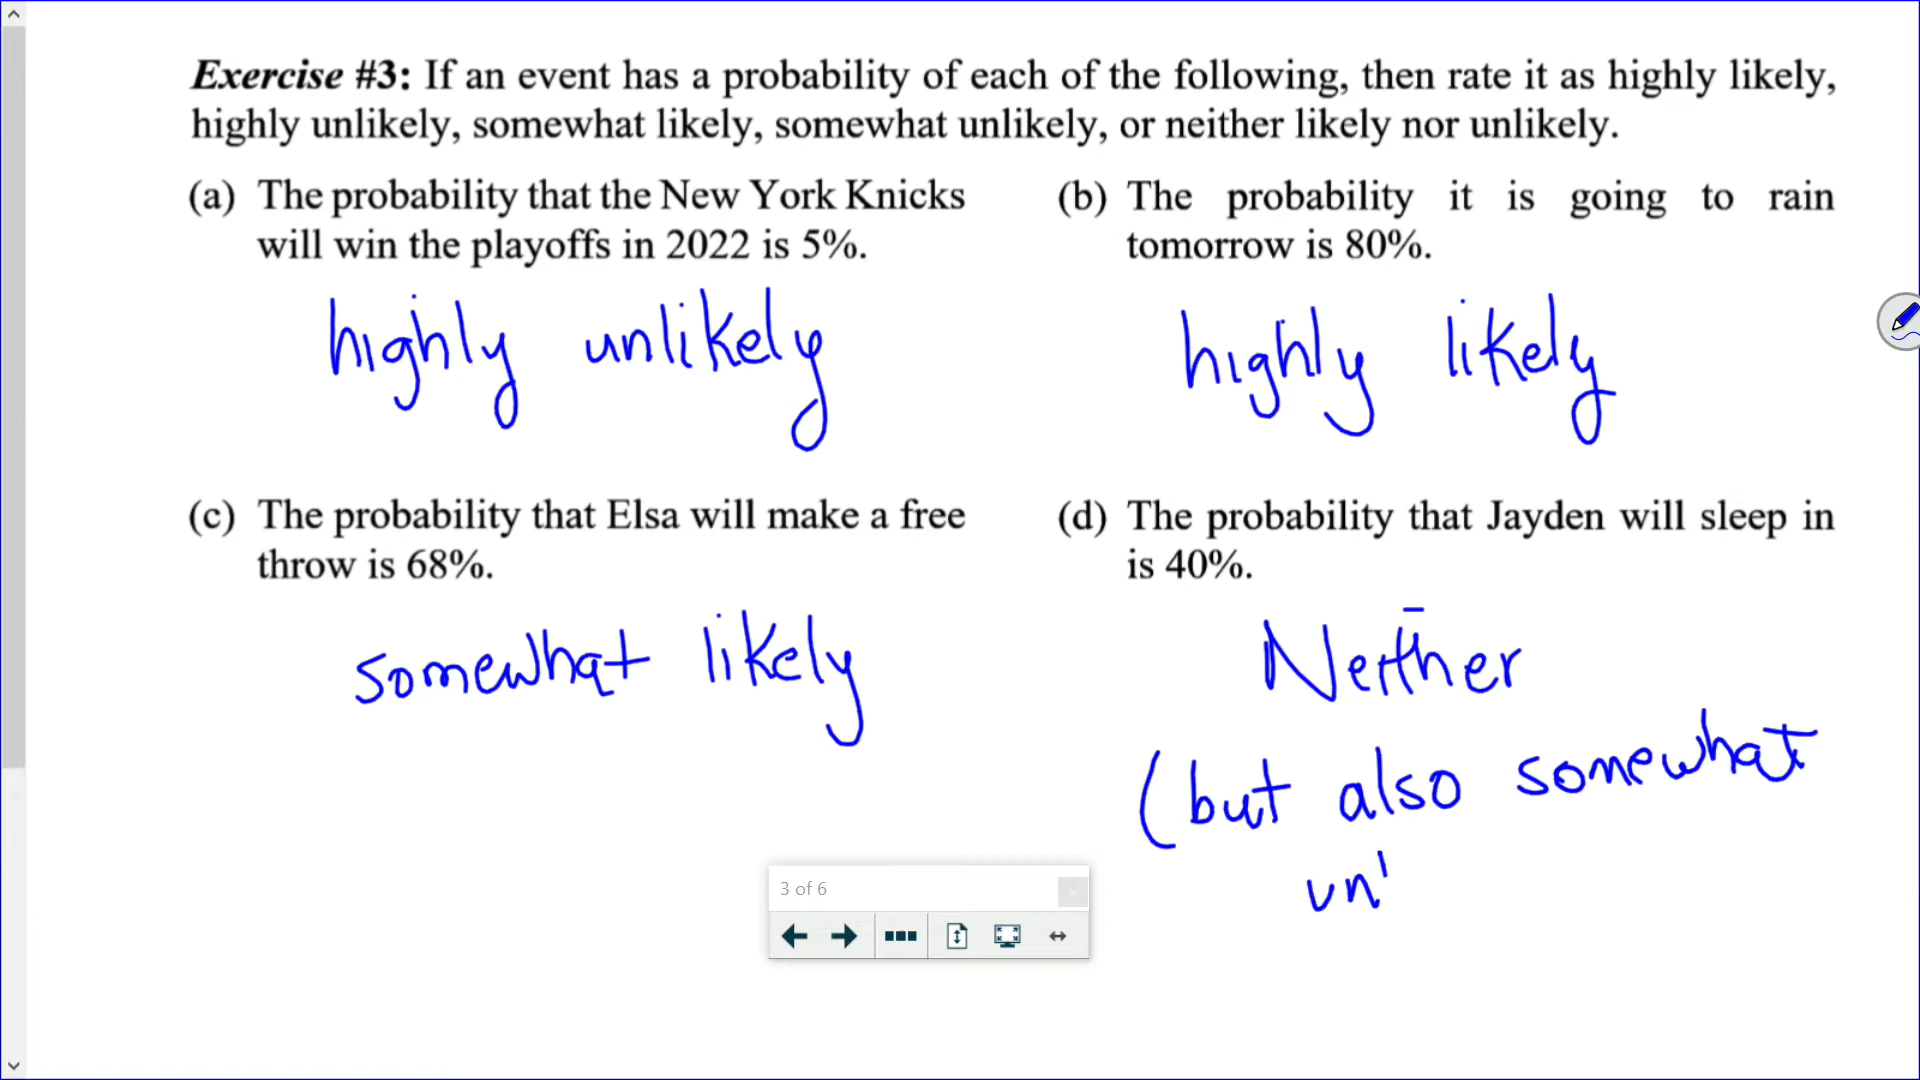 Exercise #3: If an event has a probability of each of the following, then rate it as highly likely,
highly unlikely, somewhat likely, somewhat unlikely, or neither likely nor unlikely.
(a) The probability that the New York Knicks
will win the playoffs in 2022 is 5%.
highly unlikely
(b) The probability it is going to rain
tomorrow is 80%.
highly likely
(c) The probability that Elsa will make a free
throw is 68%.
somewhat likely
(d) The probability that Jayden will sleep in
is 40%.
Neither
(but also somewhat
un'
3 of 6